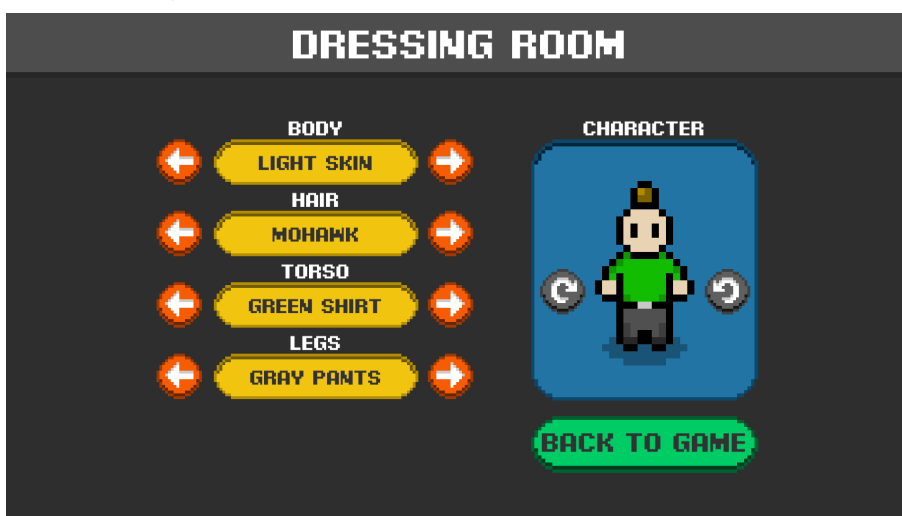 DRESSING ROOM
BODY
LIGHT SKIN
HAIR
MOHAWK
TORSO
GREEN SHIRT
LEGS
GRAY PANTS
CHARACTER
BACK TO GAME